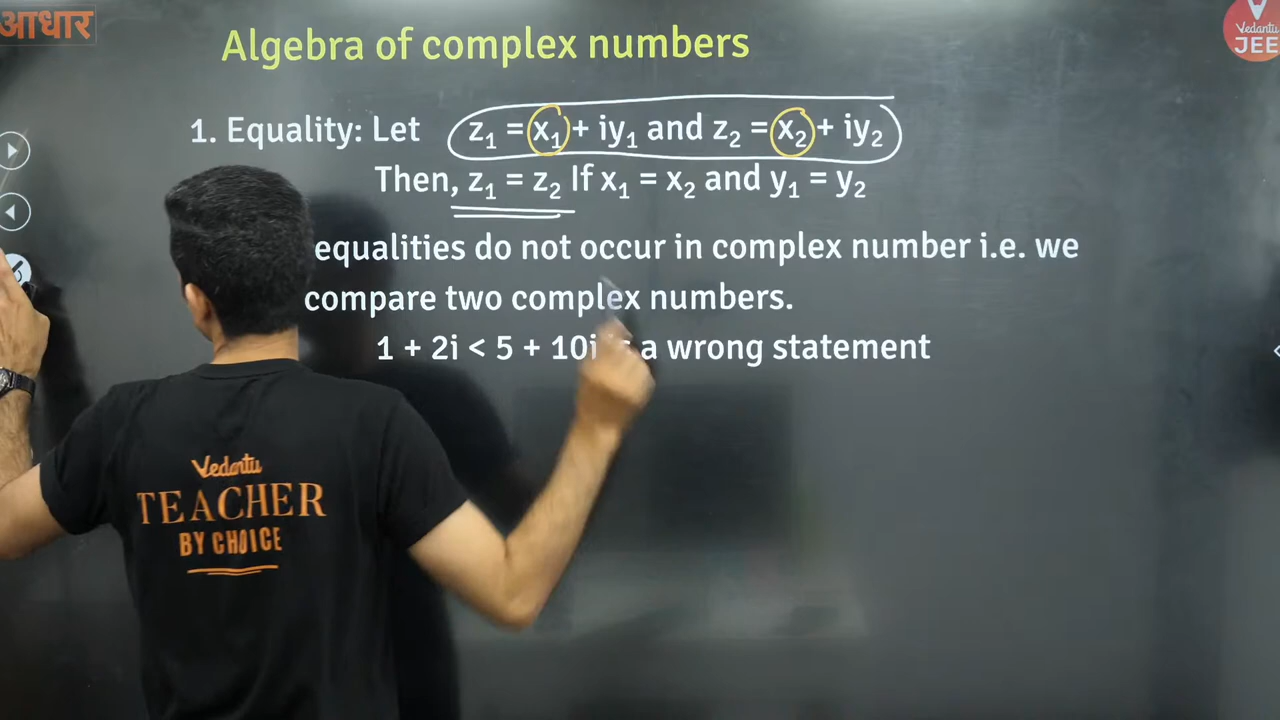 आधार
Vedantu
JEE
Algebra of complex numbers
1. Equality: Let z₁ = x₁ + iy₁ and z₂ = x₂ + iy₂
Then, z₁ = z₂ If x₁ = x₂ and y₁ = y₂
equalities do not occur in complex number i.e. we
compare two complex numbers.
1 + 2i < 5 + 10i a wrong statement
Vedantu
TEACHER
BY CHOICE